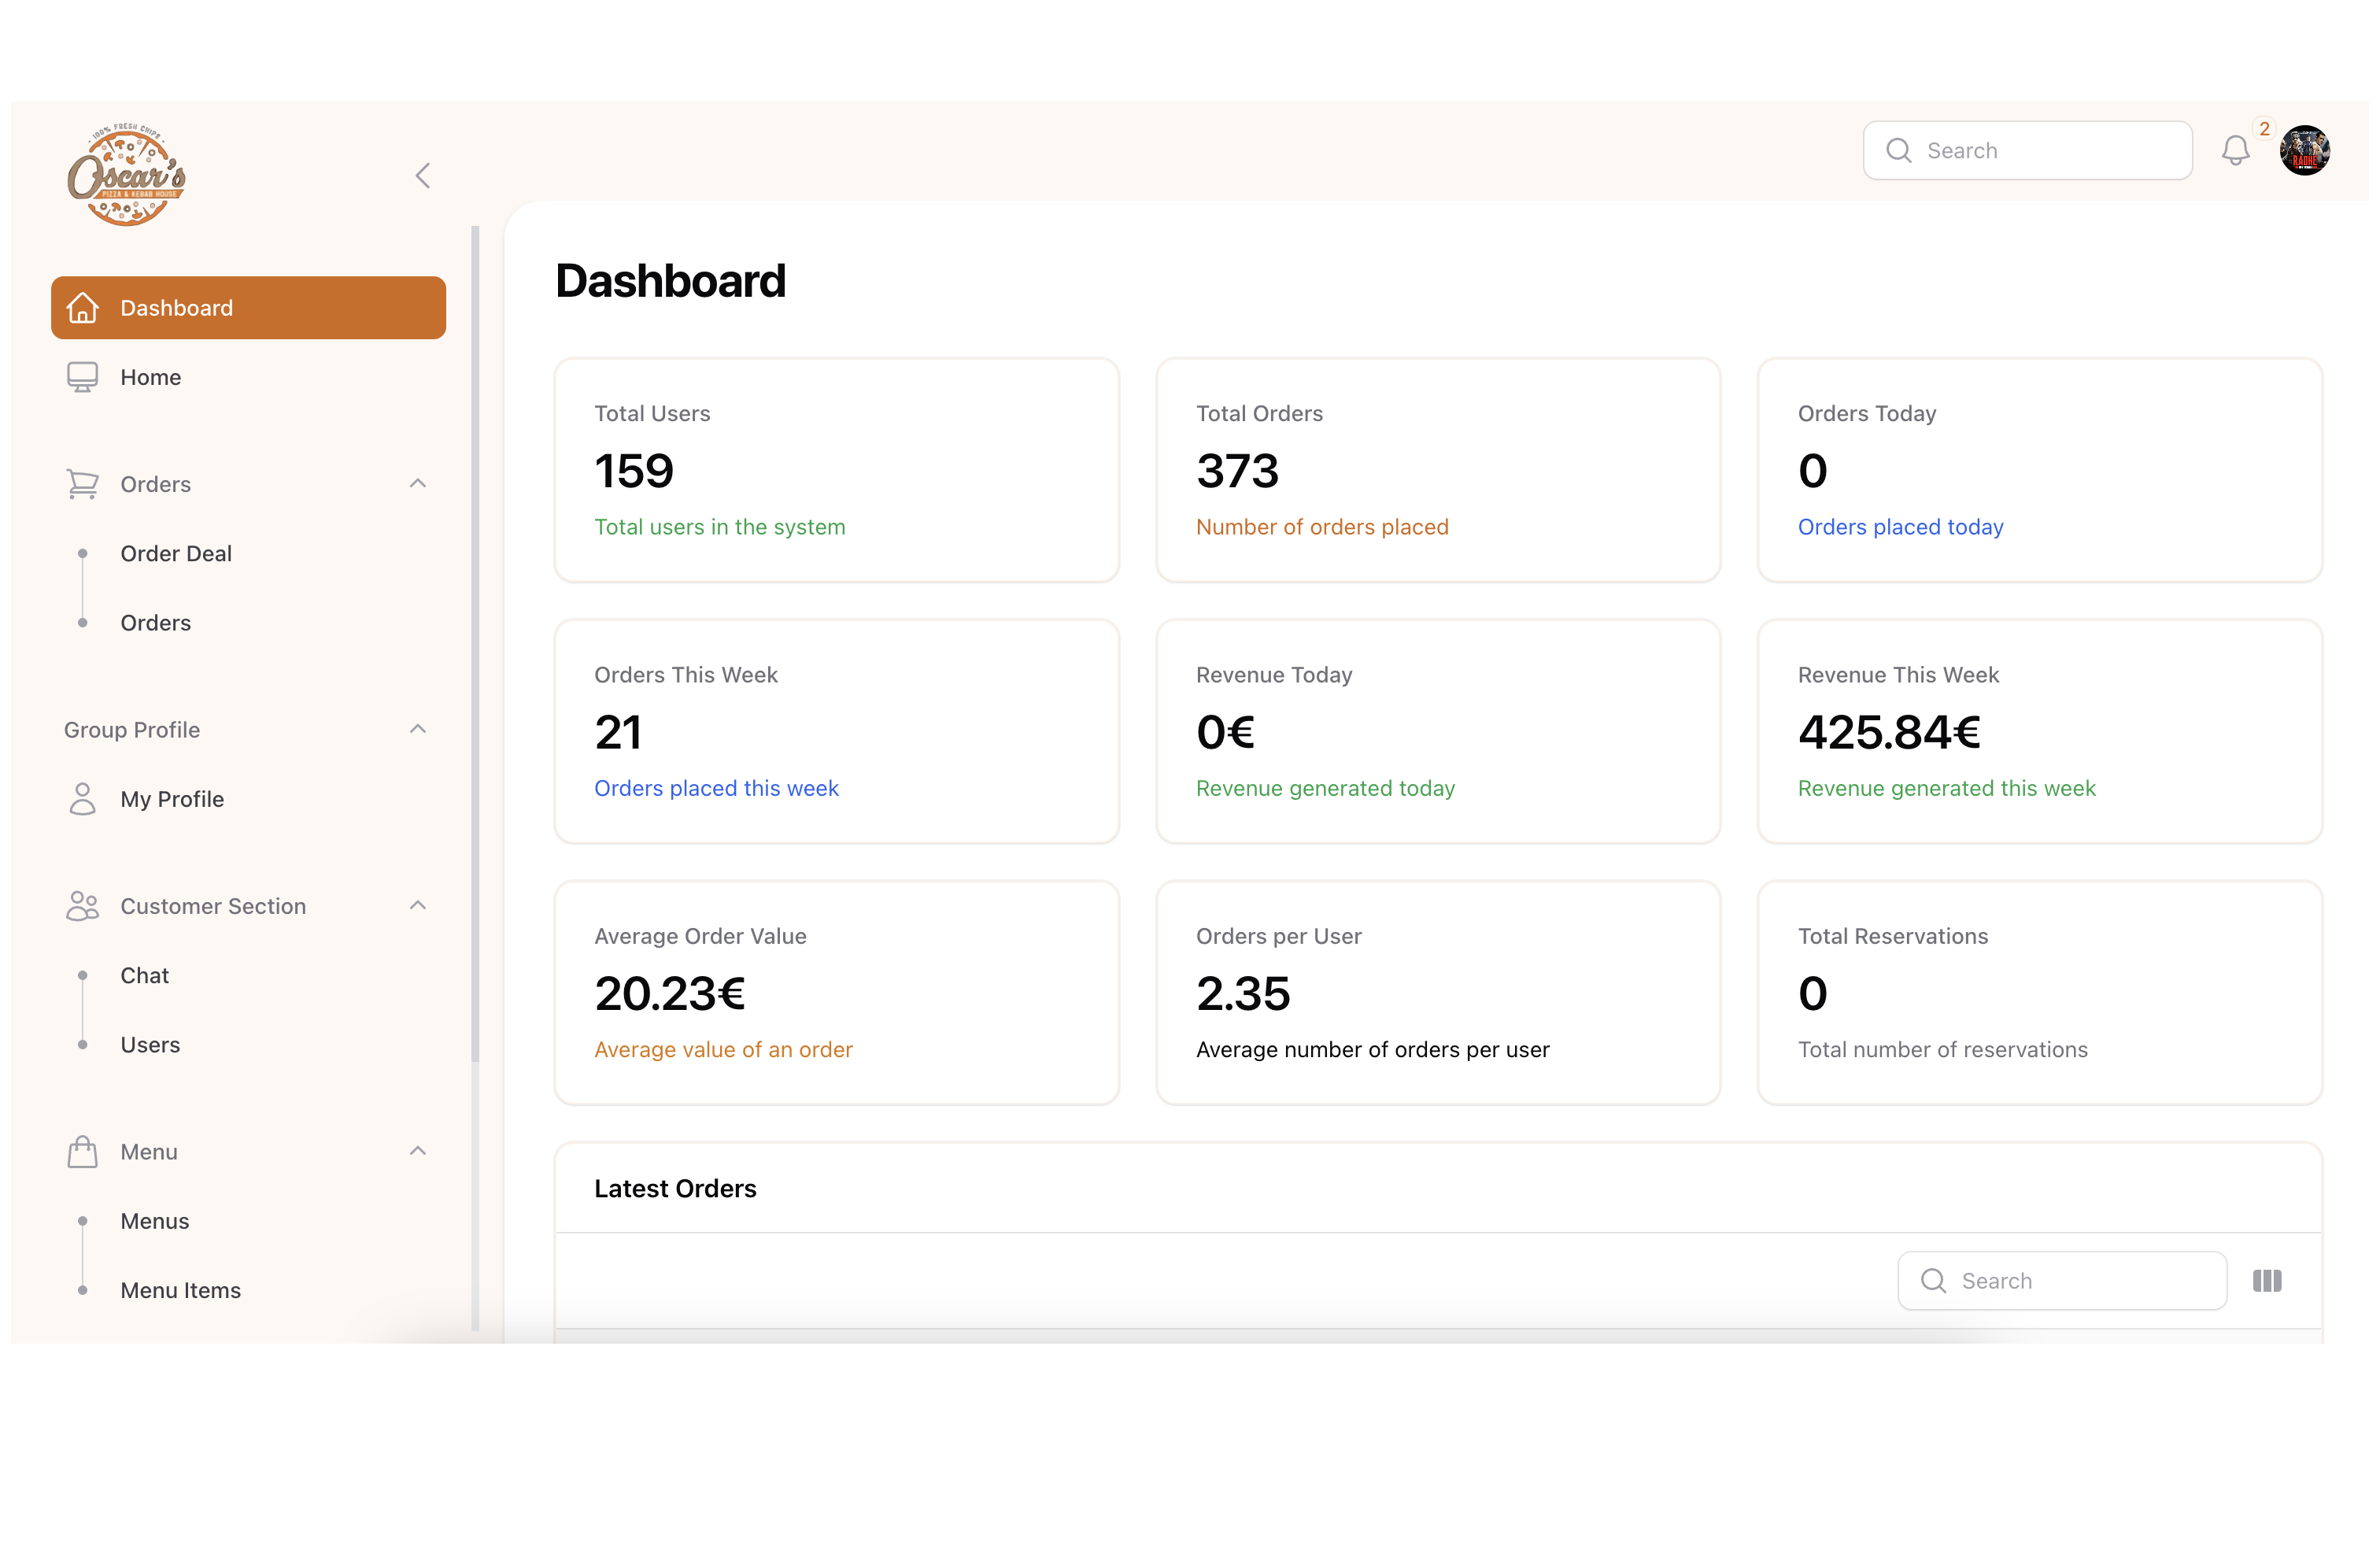 100% FRESH CHIPS
Oscar's
PIZZA & KEBAB HOUSE
Search
2
RADHE
Dashboard
Home
Orders
Order Deal
Orders
Group Profile
My Profile
Customer Section
Chat
Users
Menu
Menus
Menu Items
Dashboard
Total Users
159
Total users in the system
Total Orders
373
Number of orders placed
Orders Today
0
Orders placed today
Orders This Week
21
Orders placed this week
Revenue Today
0€
Revenue generated today
Revenue This Week
425.84€
Revenue generated this week
Average Order Value
20.23€
Average value of an order
Orders per User
2.35
Average number of orders per user
Total Reservations
0
Total number of reservations
Latest Orders
Search